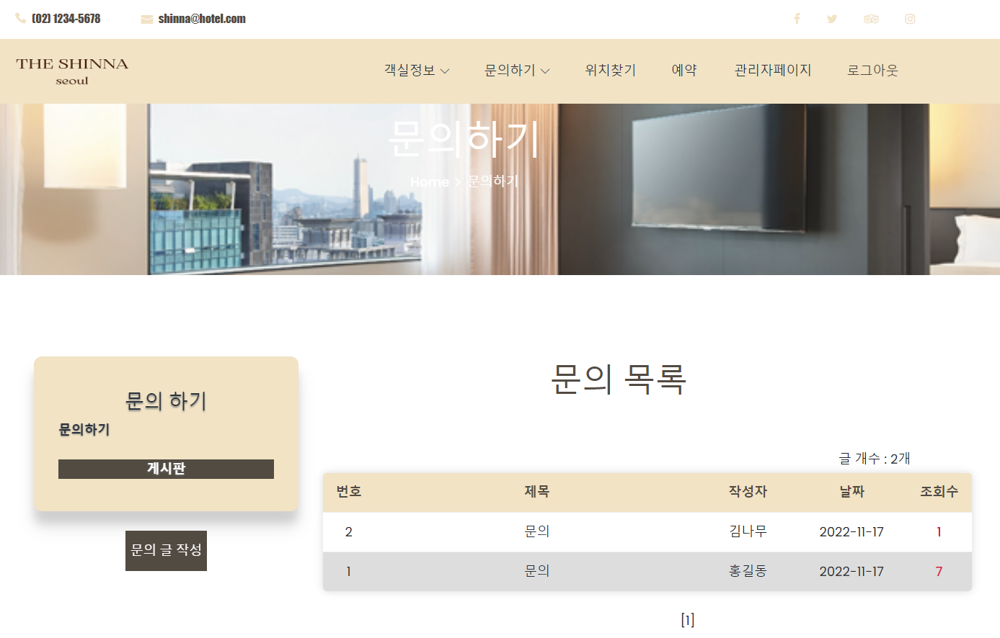 (02) 1234-5678 shinna@hotel.com
THE SHINNA
seoul
객실정보 문의하기 위치찾기 예약 관리자페이지 로그아웃
문의하기
Home > 문의하기
문의 하기
문의하기
게시판
문의 글 작성
문의 목록
글 개수 : 2개
번호 제목 작성자 날짜 조회수
2 문의 김나무 2022-11-17 1
1 문의 홍길동 2022-11-17 7
[1]